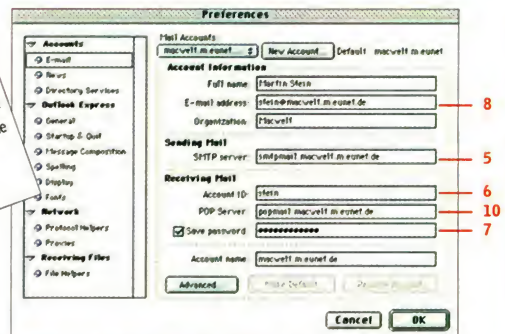 Preferences
Accounts
E-mail
News
Directory Services
Outlook Express
General
Startup & Quit
Message Composition
Spelling
Display
Fonts
Network
Protocol Helpers
Proxies
Receiving Files
File Helpers
Mail Accounts
macwelt.m.eunet... New Account... Default: macwelt.m.eunet
Account Information
Full name: Martin Stein
E-mail address: stein@macwelt.m.eunet.de 8
Organization: Macwelt
Sending Mail
SMTP server: smtpmail.macwelt.m.eunet.de 5
Receiving Mail
Account ID: stein 6
POP Server: popmail.macwelt.m.eunet.de 10
Save password: •••••••••••• 7
Account name: macwelt.m.eunet.de
Advanced... Make Default
Cancel OK